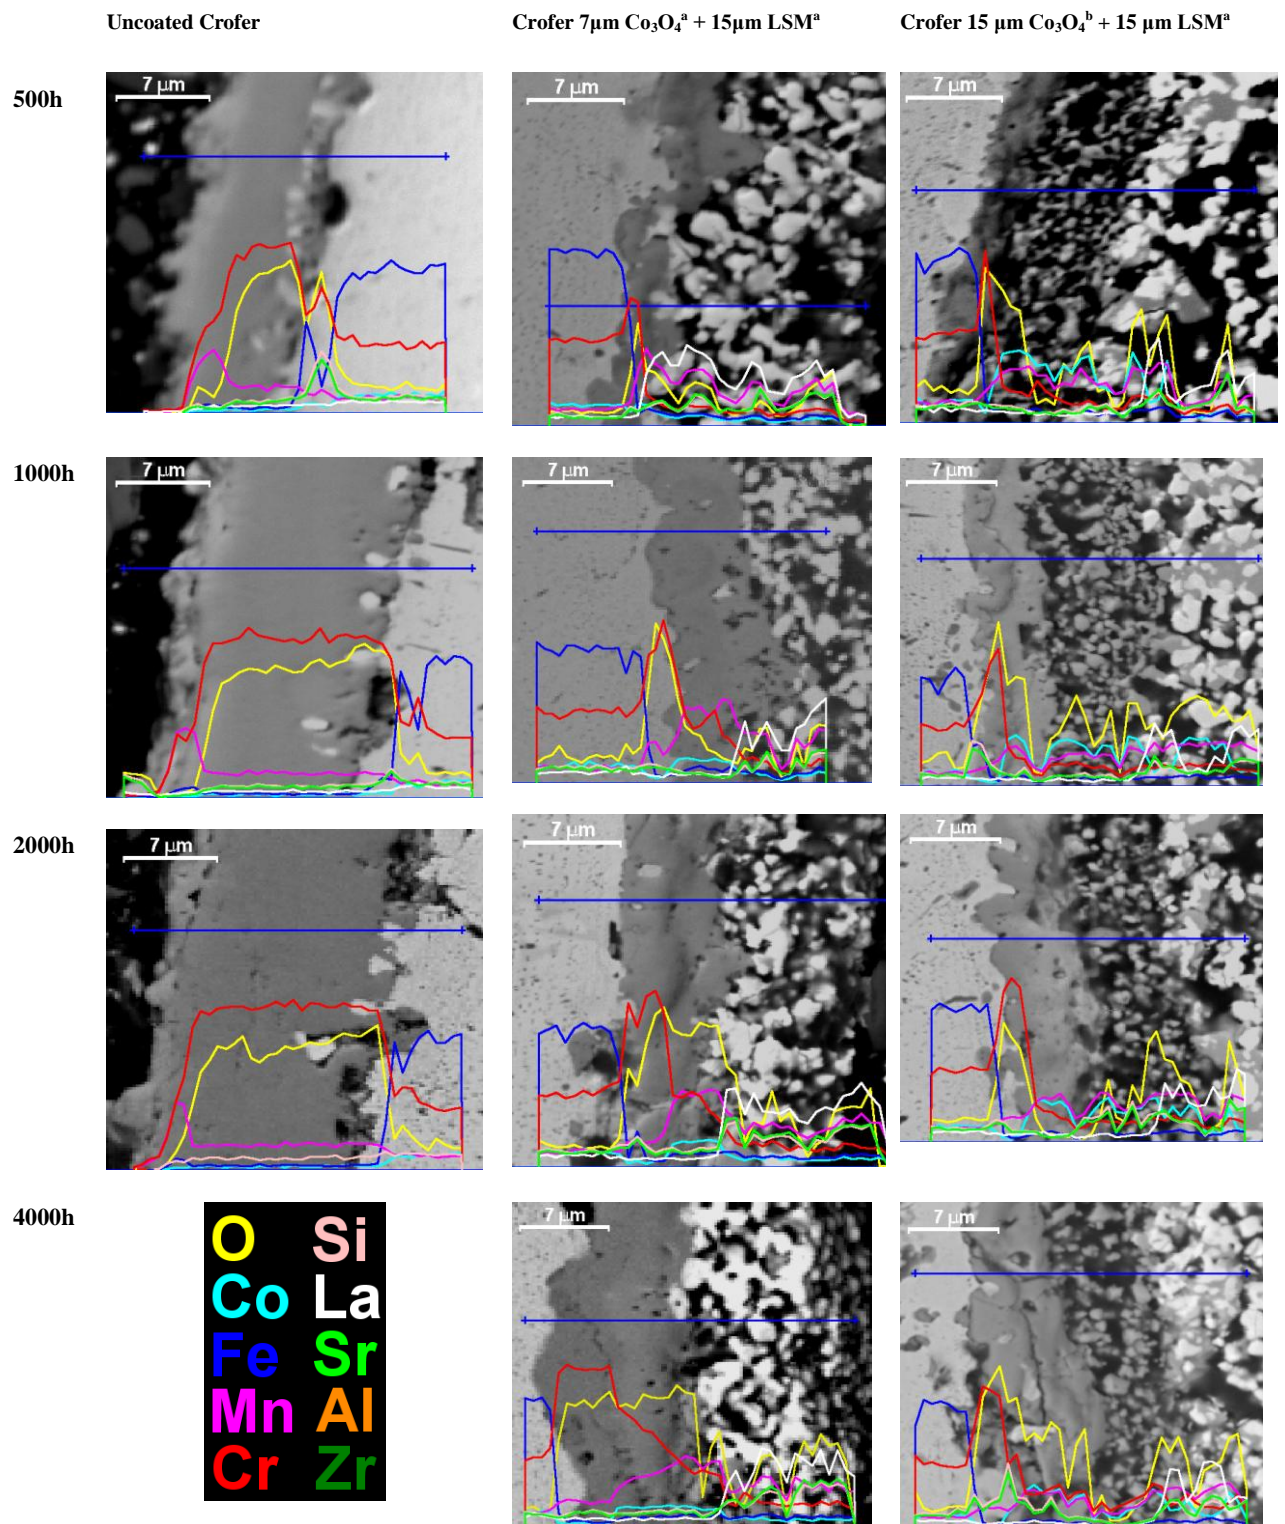 Uncoated Crofer
Crofer 7μm Co₃O₄ᵃ + 15μm LSMᵃ
Crofer 15 μm Co₃O₄ᵇ + 15 μm LSMᵃ
500h
7 μm
7 μm
7 μm
1000h
7 μm
7 μm
7 μm
2000h
7 μm
7 μm
7 μm
4000h
7 μm
7 μm
O Si
Co La
Fe Sr
Mn Al
Cr Zr